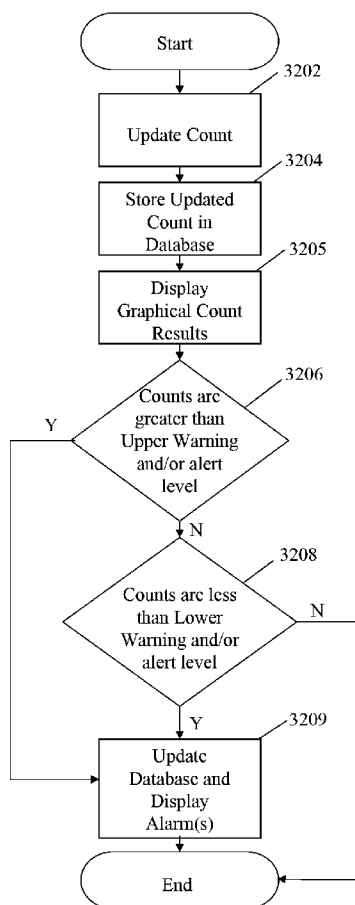 Start
3202
Update Count
3204
Store Updated
Count in
Database
3205
Display
Graphical Count
Results
3206
Counts are
greater than
Upper Warning
and/or alert
level
Y
N
3208
Counts are less
than Lower
Warning and/or
alert level
N
Y
3209
Update
Database and
Display
Alarm(s)
End